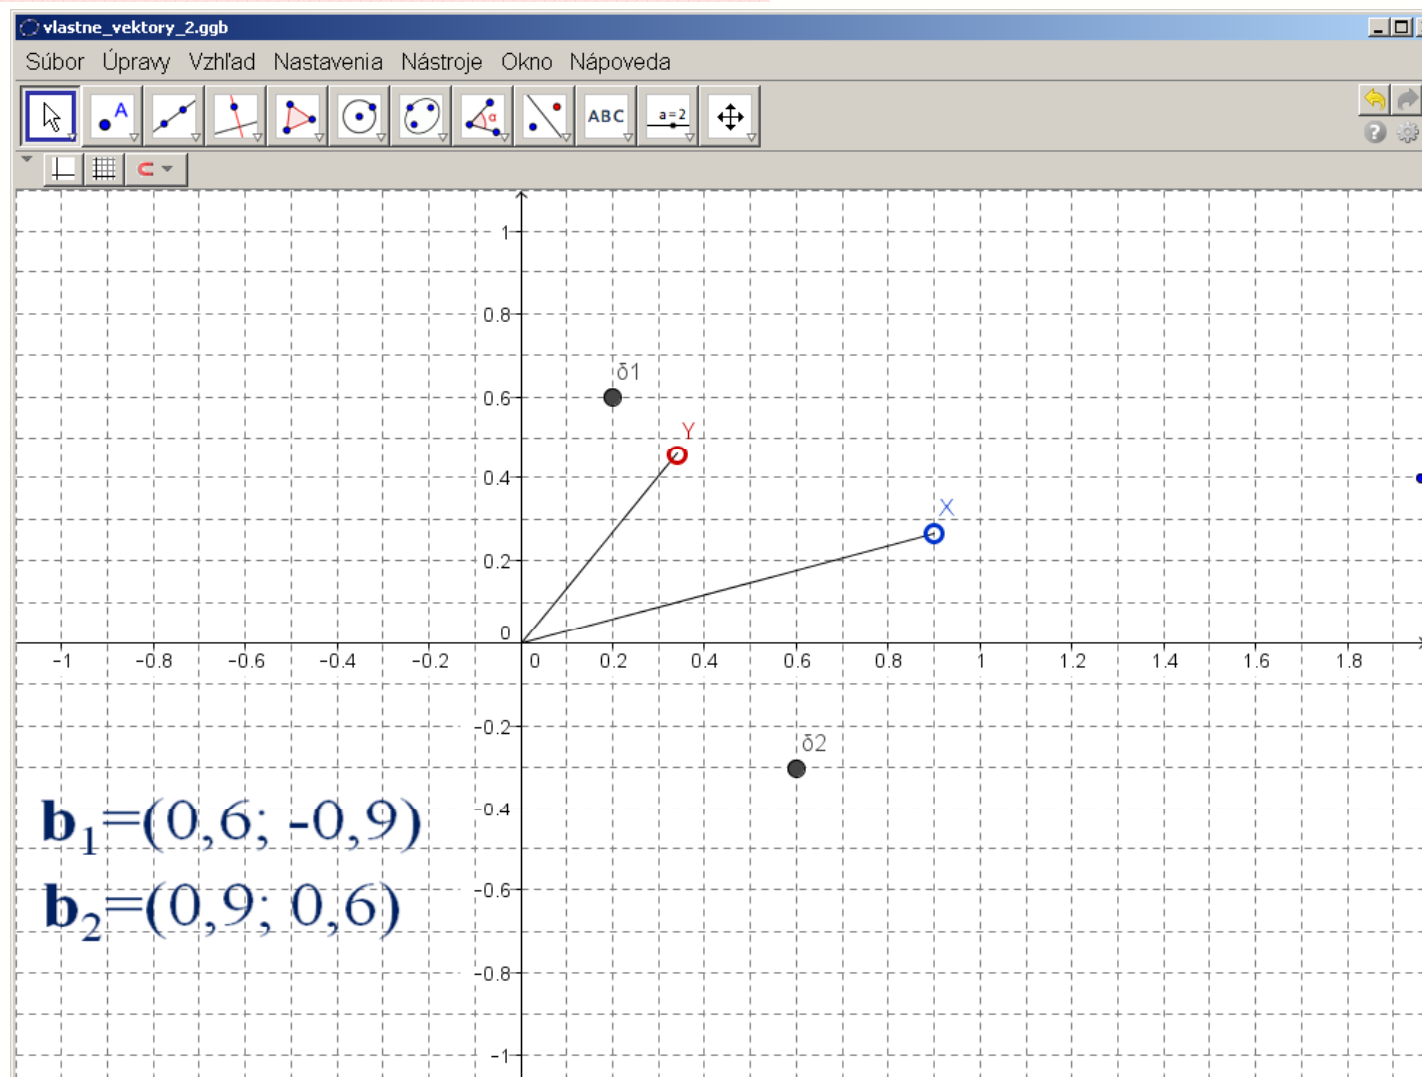 vlastne_vektory_2.ggb
Súbor Úpravy Vzhľad Nastavenia Nástroje Okno Nápoveda
A α ABC a=2
1
0.8
δ1
0.6
Y
0.4
X
0.2
0
-1 -0.8 -0.6 -0.4 -0.2 0 0.2 0.4 0.6 0.8 1 1.2 1.4 1.6 1.8
-0.2
δ2
-0.4
b1=(0,6; -0,9)
-0.6
b2=(0,9; 0,6)
-0.8
-1